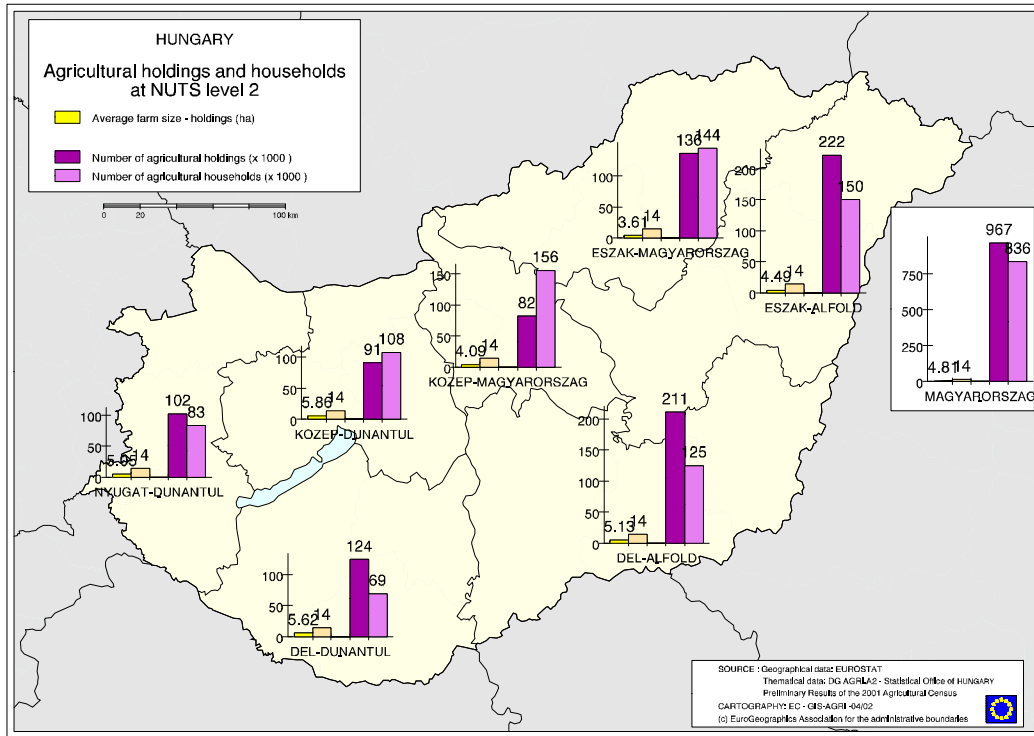 HUNGARY
Agricultural holdings and households
at NUTS level 2
Average farm size - holdings (ha)
Number of agricultural holdings (x 1000 )
Number of agricultural households (x 1000 )
0 20 60 100 km
136 144
100
50
0
3.61 14
ESZAK-MAGYARORSZAG
222
200
150
150
100
50
0
4.49 14
ESZAK-ALFOLD
967
836
750
500
250
0
4.81 14
MAGYARORSZAG
156
150
100
82
50
0
4.09 14
KOZEP-MAGYARORSZAG
108
100
91
50
0
5.86 14
KOZEP-DUNANTUL
102
100
83
50
0
5.05 14
NYUGAT-DUNANTUL
211
200
150
125
100
50
0
5.13 14
DEL-ALFOLD
124
100
69
50
0
5.62 14
DEL-DUNANTUL
SOURCE : Geographical data: EUROSTAT
Thematical data: DG AGRI.A2 - Statistical Office of HUNGARY
Preliminary Results of the 2001 Agricultural Census
CARTOGRAPHY: EC - GIS-AGRI -04/02
(c) EuroGeographics Association for the administrative boundaries